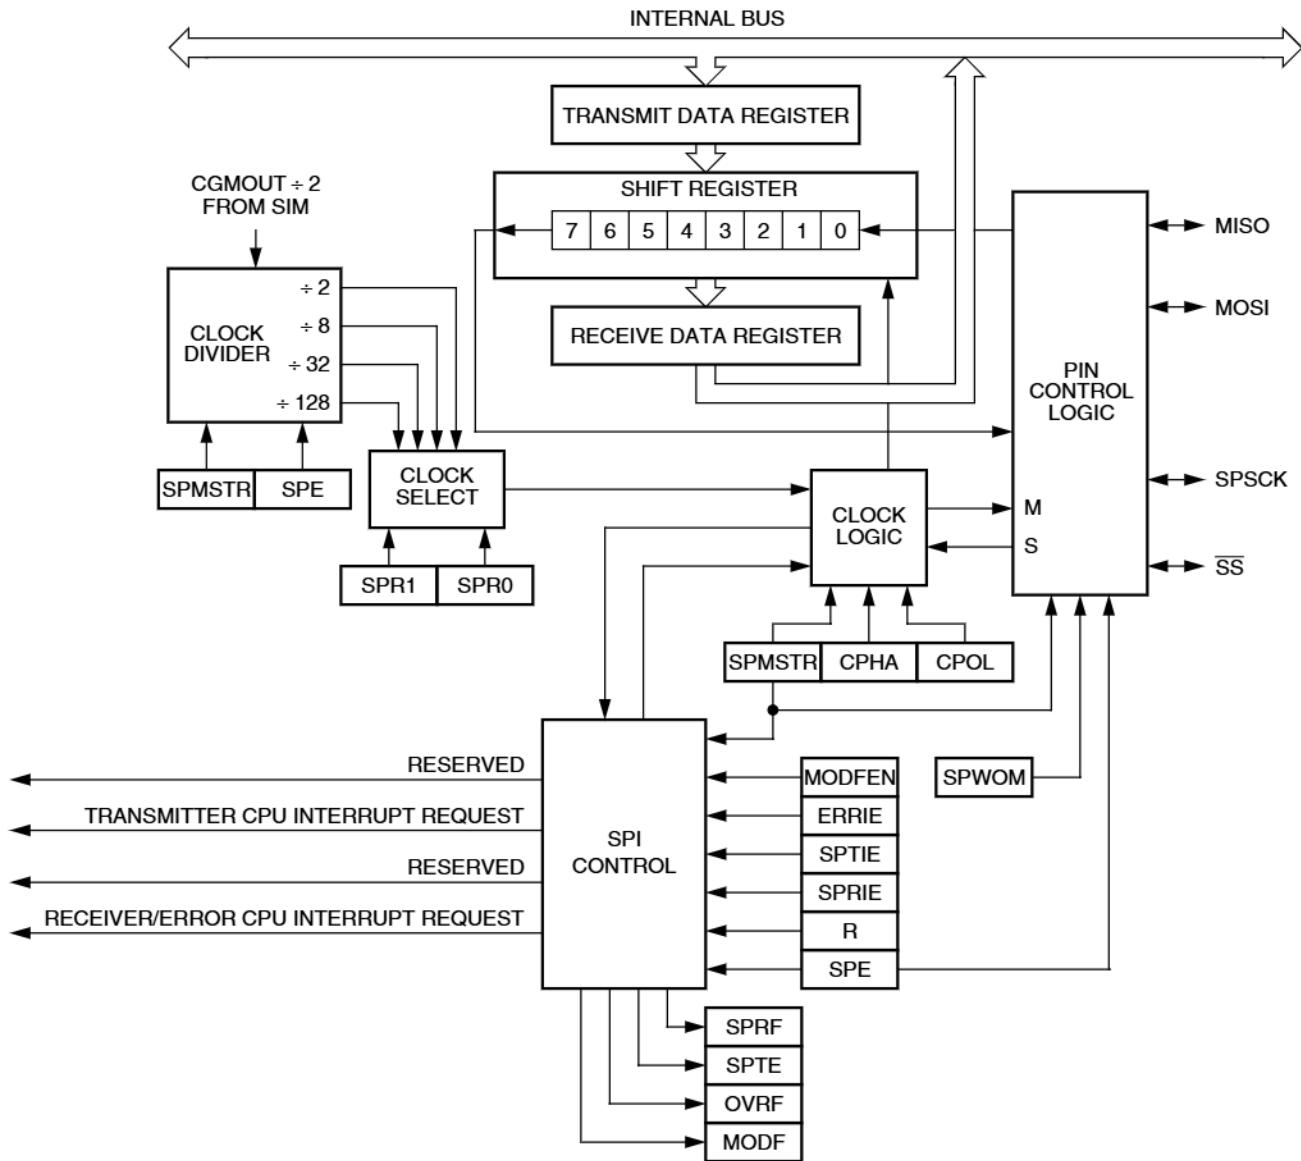 INTERNAL BUS
TRANSMIT DATA REGISTER
SHIFT REGISTER
7 6 5 4 3 2 1 0
RECEIVE DATA REGISTER
CGMOUT ÷ 2
FROM SIM
CLOCK
DIVIDER
÷ 2
÷ 8
÷ 32
÷ 128
SPMSTR SPE
CLOCK
SELECT
SPR1 SPR0
CLOCK
LOGIC
SPMSTR CPHA CPOL
PIN
CONTROL
LOGIC
M
S
MISO
MOSI
SPSCK
S̅S̅
SPWOM
RESERVED
TRANSMITTER CPU INTERRUPT REQUEST
RESERVED
RECEIVER/ERROR CPU INTERRUPT REQUEST
SPI
CONTROL
MODFEN
ERRIE
SPTIE
SPRIE
R
SPE
SPRF
SPTE
OVRF
MODF